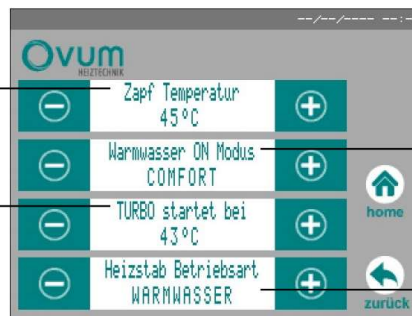 --/--/---- --:-
Ovum
HEIZTECHNIK
Zapf Temperatur
45°C
Warmwasser ON Modus
COMFORT
TURBO startet bei
43°C
Heizstab Betriebsart
WARMWASSER
home
zurück